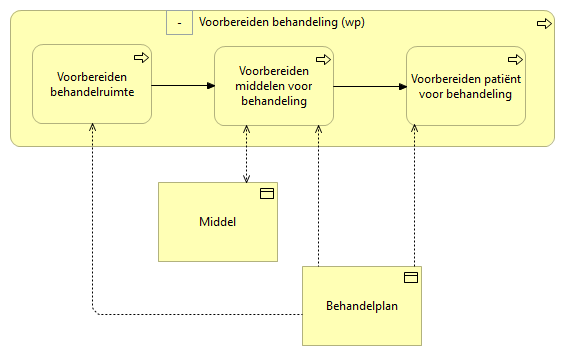 -
Voorbereiden behandeling (wp)
Voorbereiden
behandelruimte
Voorbereiden
middelen voor
behandeling
Voorbereiden patiënt
voor behandeling
Middel
Behandelplan